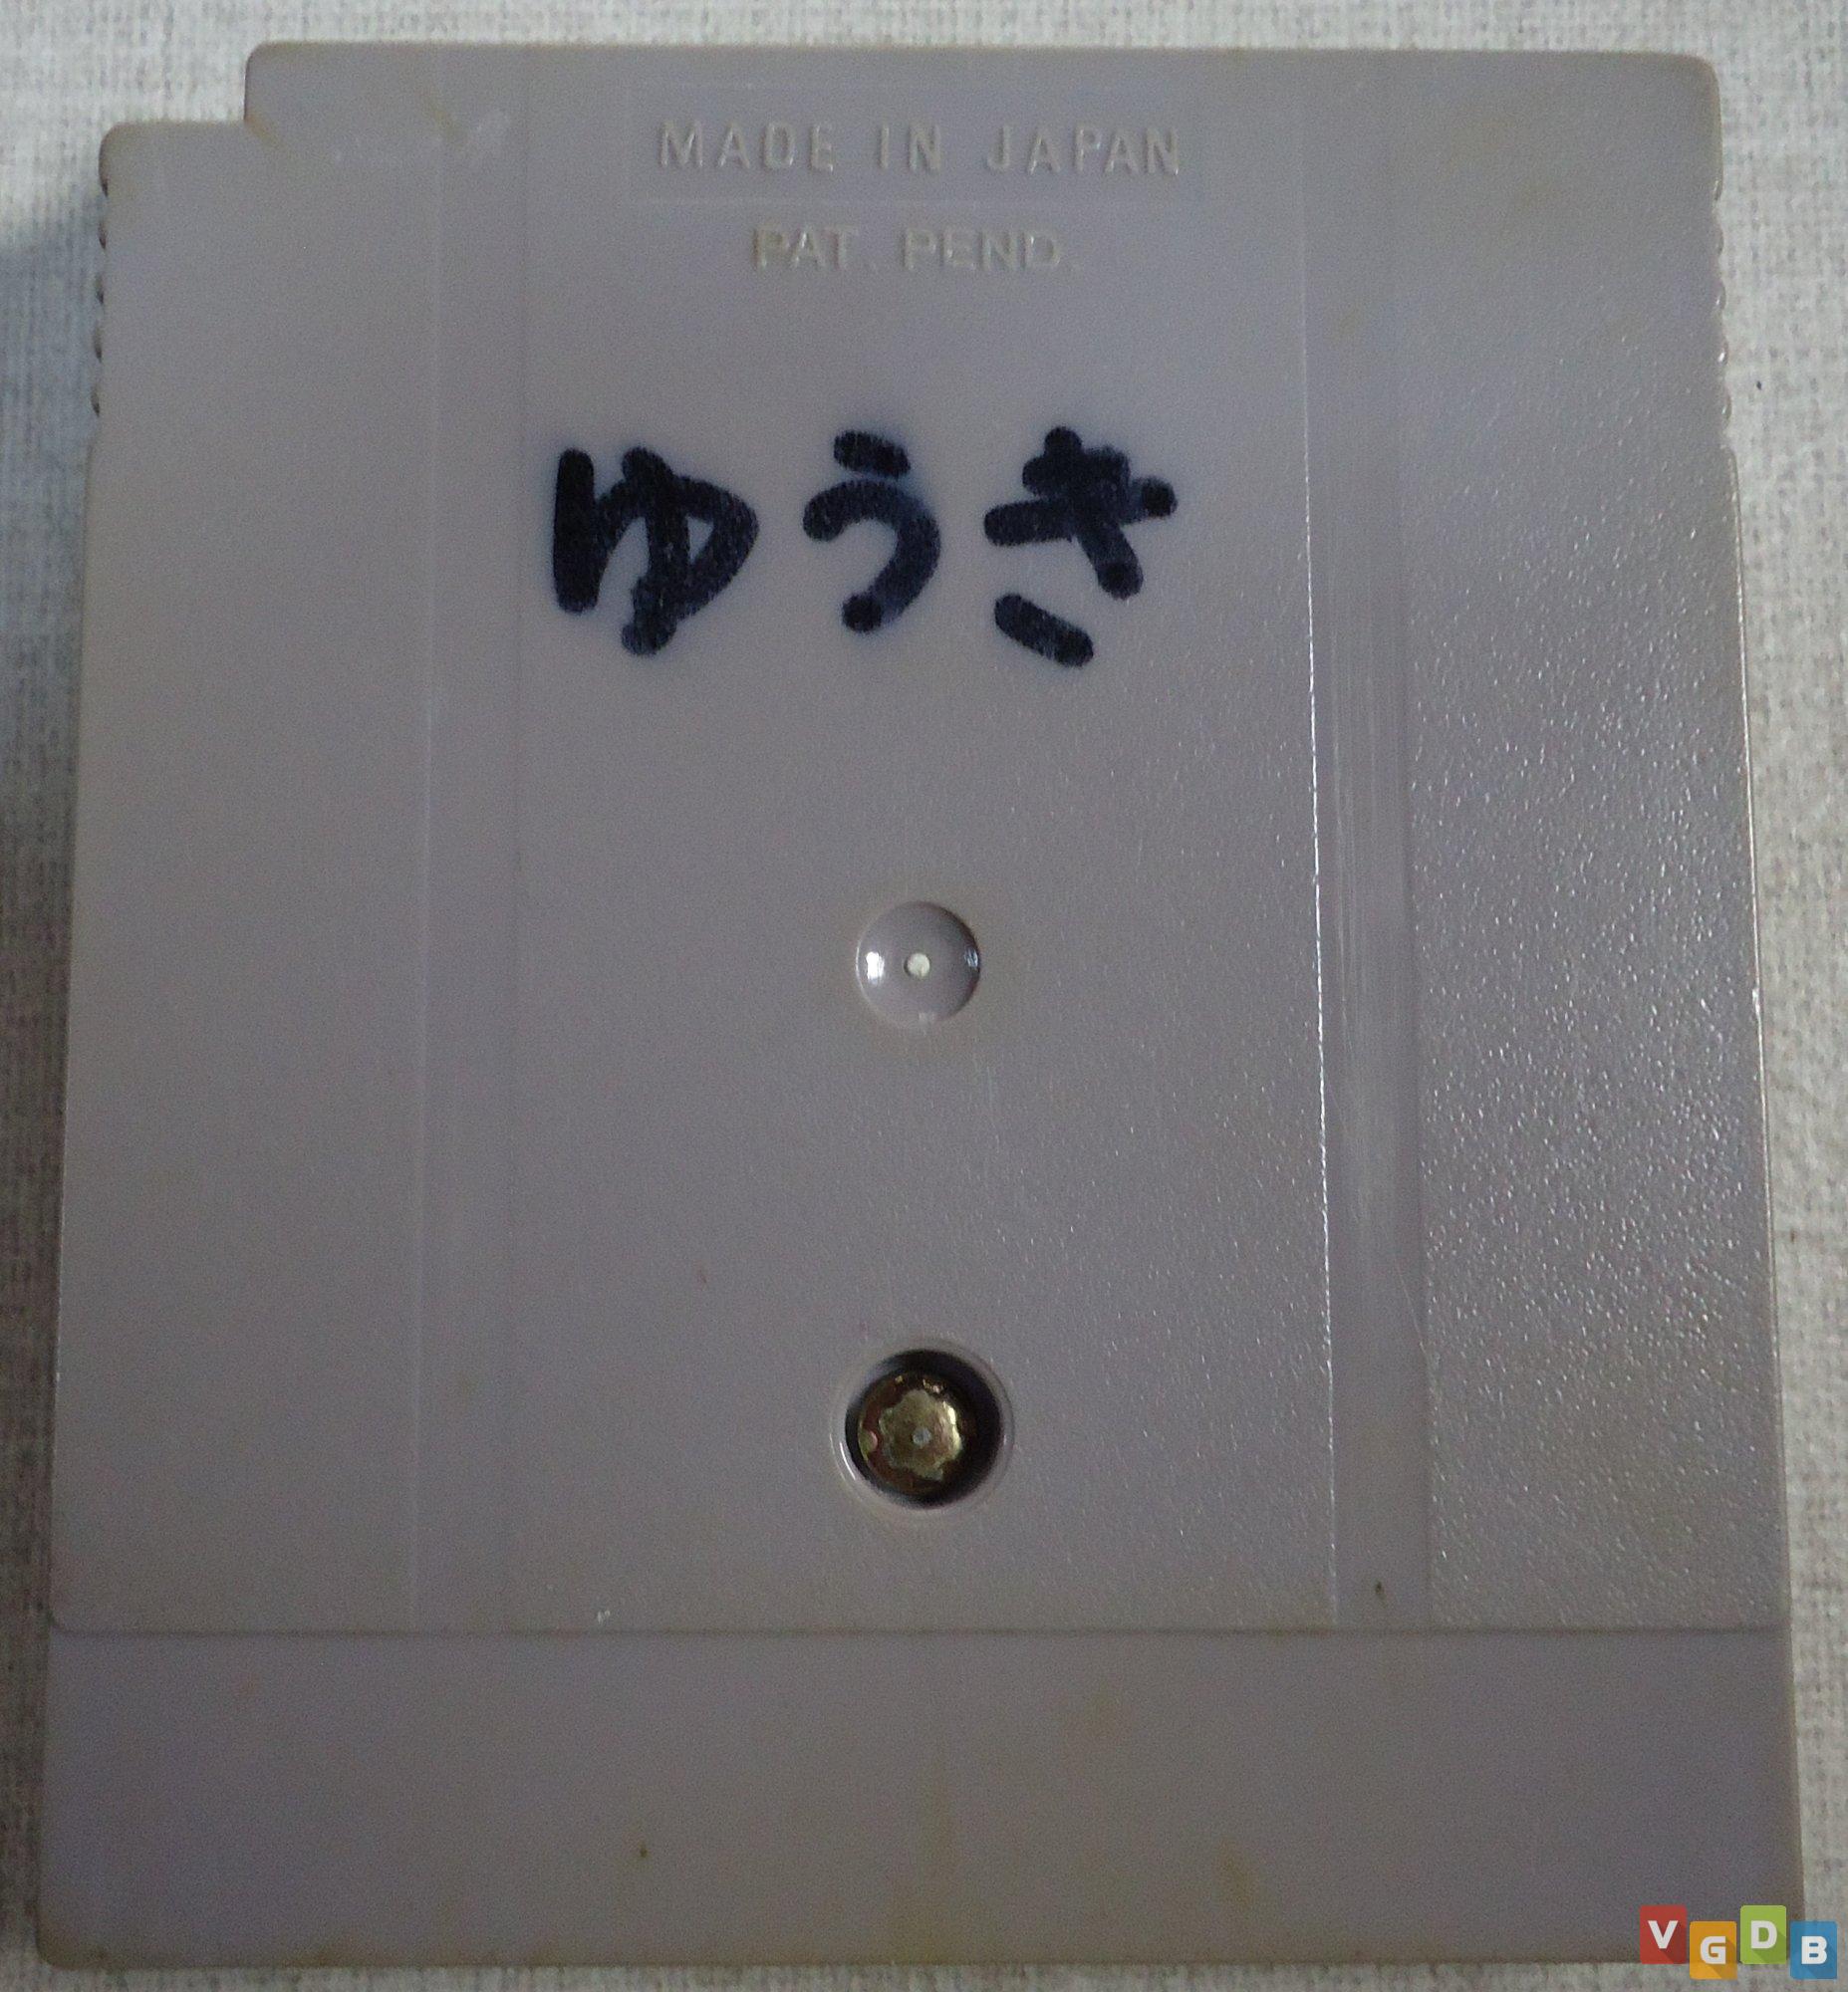 MADE IN JAPAN
PAT. PEND.
ゆうき
VGDB